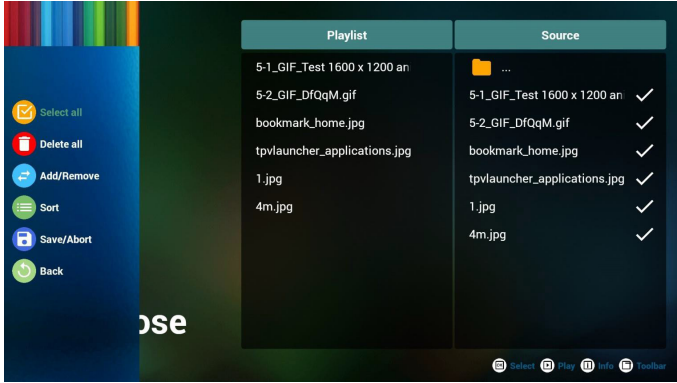 Playlist
Source
5-1_GIF_Test 1600 x 1200 an
5-2_GIF_DfQqM.gif
bookmark_home.jpg
tpvlauncher_applications.jpg
1.jpg
4m.jpg
...
5-1_GIF_Test 1600 x 1200 an
5-2_GIF_DfQqM.gif
bookmark_home.jpg
tpvlauncher_applications.jpg
1.jpg
4m.jpg
Select all
Delete all
Add/Remove
Sort
Save/Abort
Back
ose
Select Play Info Toolbar